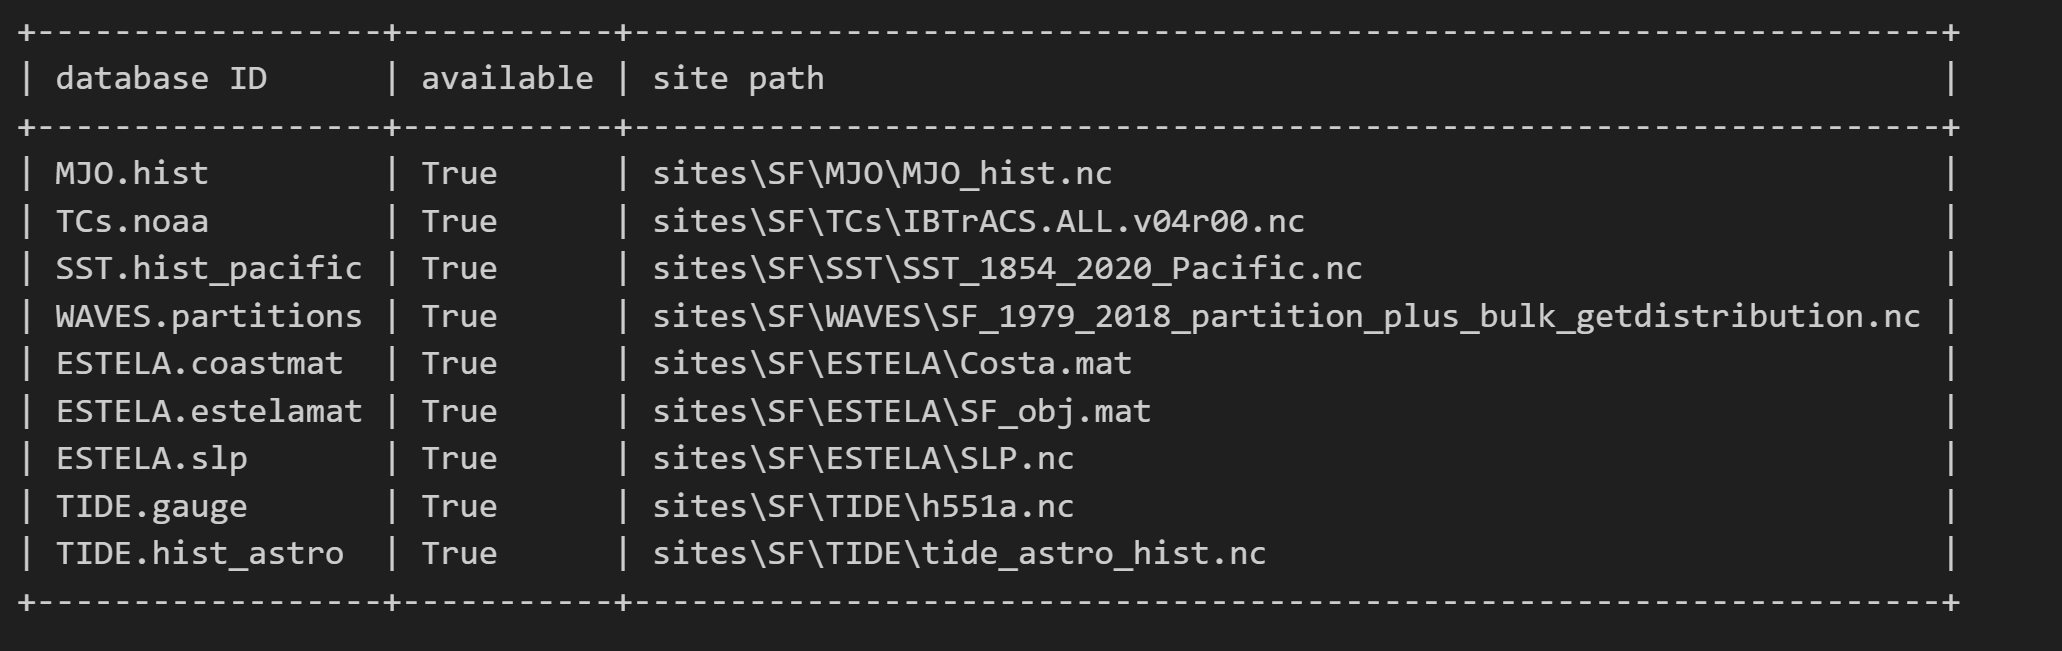 +------------------+-----------+--------------------------------------------------------------------+
| database ID      | available | site path                                                          |
+------------------+-----------+--------------------------------------------------------------------+
| MJO.hist         | True      | sites\SF\MJO\MJO_hist.nc                                           |
| TCs.noaa         | True      | sites\SF\TCs\IBTrACS.ALL.v04r00.nc                                 |
| SST.hist_pacific | True      | sites\SF\SST\SST_1854_2020_Pacific.nc                              |
| WAVES.partitions | True      | sites\SF\WAVES\SF_1979_2018_partition_plus_bulk_getdistribution.nc |
| ESTELA.coastmat  | True      | sites\SF\ESTELA\Costa.mat                                          |
| ESTELA.estelamat | True      | sites\SF\ESTELA\SF_obj.mat                                         |
| ESTELA.slp       | True      | sites\SF\ESTELA\SLP.nc                                             |
| TIDE.gauge       | True      | sites\SF\TIDE\h551a.nc                                             |
| TIDE.hist_astro  | True      | sites\SF\TIDE\tide_astro_hist.nc                                   |
+------------------+-----------+--------------------------------------------------------------------+